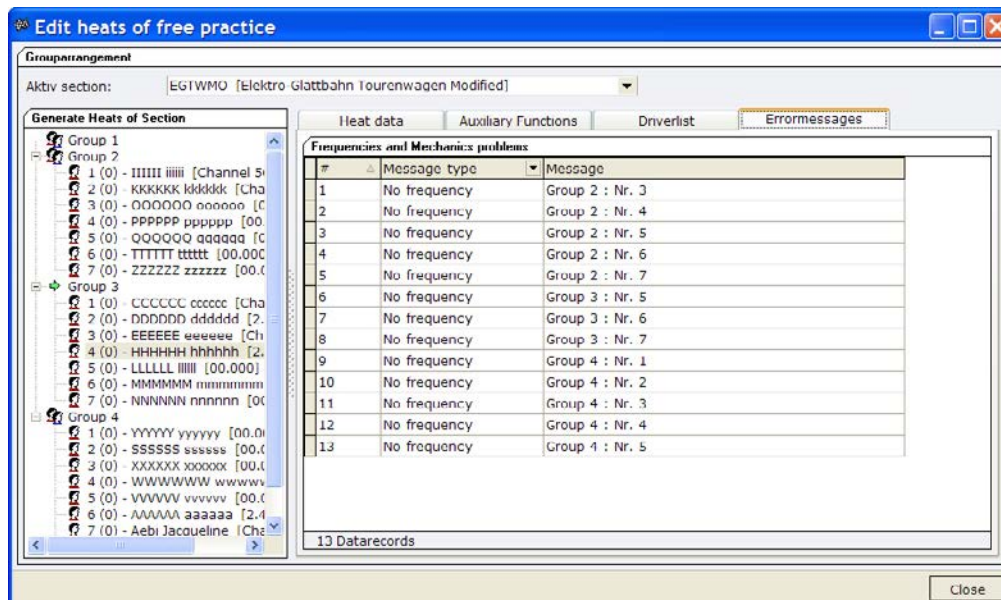 Edit heats of free practice
Grouparrangement
Aktiv section: EGTWMO [Elektro-Glattbahn Tourenwagen Modified]
Generate Heats of Section
Group 1
Group 2
1 (0) - IIIIII iiiiii [Channel 5
2 (0) - KKKKKK kkkkkk [Cha
3 (0) - OOOOOO oooooo [C
4 (0) - PPPPPP pppppp [00.
5 (0) - QQQQQQ qqqqqq [C
6 (0) - TTTTTT tttttt [00.000
7 (0) - ZZZZZZ zzzzzz [00.0
Group 3
1 (0) - CCCCCC cccccc [Cha
2 (0) - DDDDDD dddddd [2.
3 (0) - EEEEEE eeeeee [Ch
4 (0) - HHHHHH hhhhhh [2.
5 (0) - LLLLLL llllll [00.000]
6 (0) - MMMMMM mmmmmm
7 (0) - NNNNNN nnnnnn [00
Group 4
1 (0) - YYYYYY yyyyyy [00.0
2 (0) - SSSSSS ssssss [00.0
3 (0) - XXXXXX xxxxxx [00.0
4 (0) - WWWWWW wwwww
5 (0) - VVVVVV vvvvvv [00.0
6 (0) - AAAAAA aaaaaa [2.4
7 (0) - Aebi Jacqueline [Cha
Heat data Auxiliary Functions Driverlist Errormessages
Frequencies and Mechanics problems
# Message type Message
1 No frequency Group 2 : Nr. 3
2 No frequency Group 2 : Nr. 4
3 No frequency Group 2 : Nr. 5
4 No frequency Group 2 : Nr. 6
5 No frequency Group 2 : Nr. 7
6 No frequency Group 3 : Nr. 5
7 No frequency Group 3 : Nr. 6
8 No frequency Group 3 : Nr. 7
9 No frequency Group 4 : Nr. 1
10 No frequency Group 4 : Nr. 2
11 No frequency Group 4 : Nr. 3
12 No frequency Group 4 : Nr. 4
13 No frequency Group 4 : Nr. 5
13 Datarecords
Close